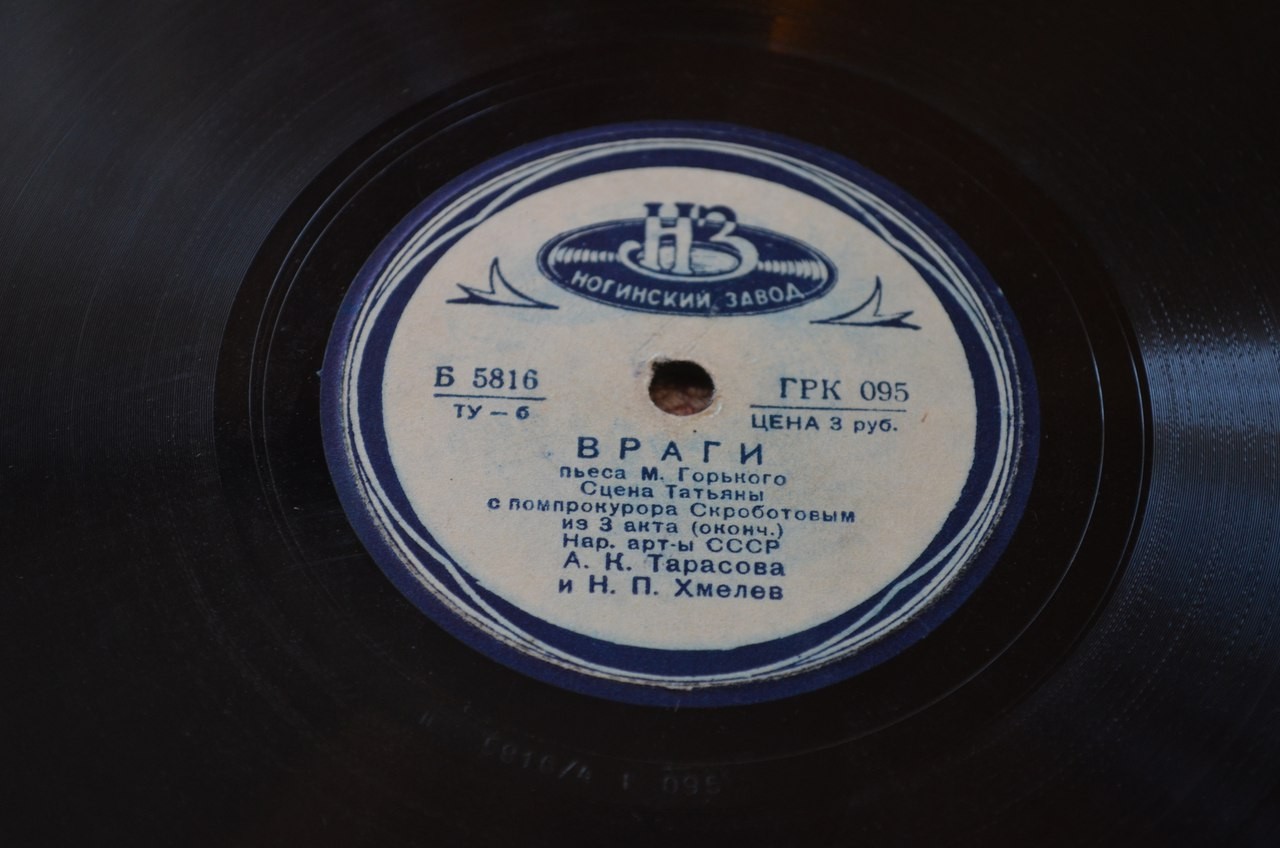 НЗ
НОГИНСКИЙ ЗАВОД
Б 5816
ТУ — б
ГРК 095
ЦЕНА 3 руб.
ВРАГИ
пьеса М. Горького
Сцена Татьяны
с помпрокурора Скроботовым
из 3 акта (оконч.)
Нар. арт-ы СССР
А. К. Тарасова
и Н. П. Хмелев
095